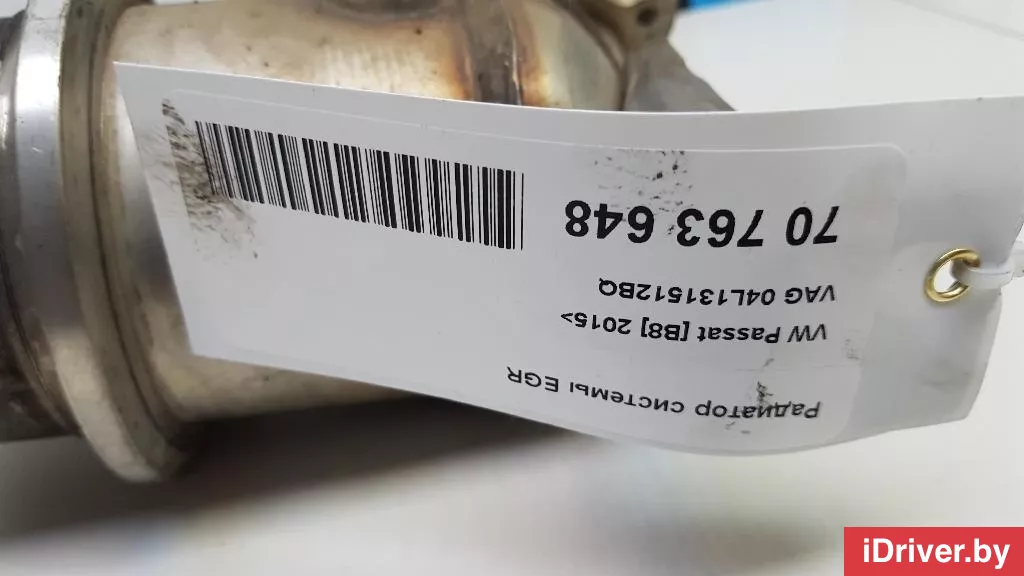 Радиатор системы EGR
VW Passat [B8] 2015>
VAG 04L131512BQ
70 763 648
iDriver.by